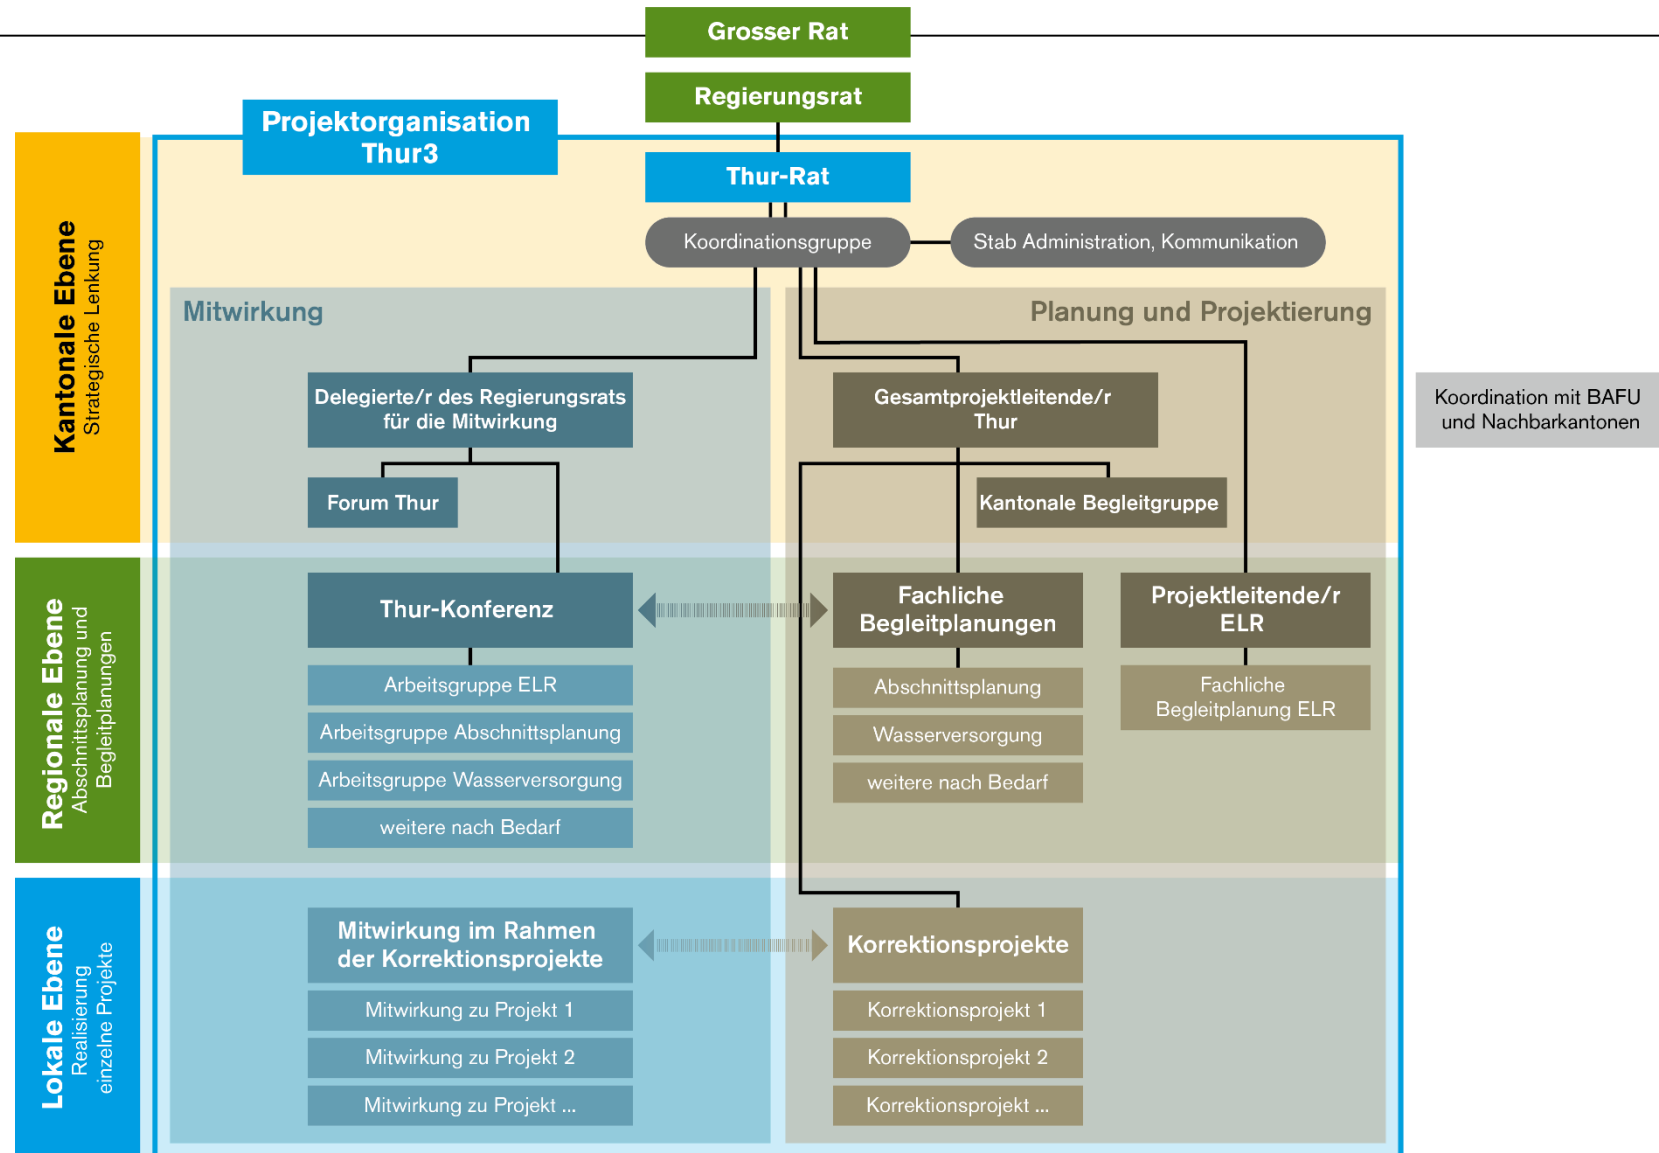 Grosser Rat
Regierungsrat
Projektorganisation
Thur3
Thur-Rat
Koordinationsgruppe
Stab Administration, Kommunikation
Kantonale Ebene
Strategische Lenkung
Mitwirkung
Planung und Projektierung
Delegierte/r des Regierungsrats
für die Mitwirkung
Gesamtprojektleitende/r
Thur
Koordination mit BAFU
und Nachbarkantonen
Forum Thur
Kantonale Begleitgruppe
Regionale Ebene
Abschnittsplanung und
Begleitplanungen
Thur-Konferenz
Fachliche
Begleitplanungen
Projektleitende/r
ELR
Arbeitsgruppe ELR
Arbeitsgruppe Abschnittsplanung
Arbeitsgruppe Wasserversorgung
weitere nach Bedarf
Abschnittsplanung
Wasserversorgung
weitere nach Bedarf
Fachliche
Begleitplanung ELR
Lokale Ebene
Realisierung
einzelne Projekte
Mitwirkung im Rahmen
der Korrektionsprojekte
Korrektionsprojekte
Mitwirkung zu Projekt 1
Mitwirkung zu Projekt 2
Mitwirkung zu Projekt ...
Korrektionsprojekt 1
Korrektionsprojekt 2
Korrektionsprojekt ...